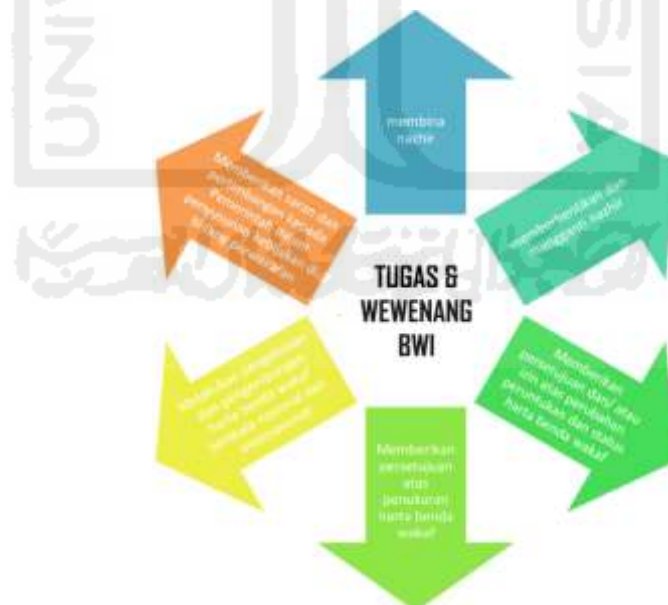 TUGAS &
WEWENANG
BWI
membina
nazhir
memberhentikan dan
mengganti nazhir
Memberikan
persetujuan dan/ atau
izin atas perubahan
peruntukan dan status
harta benda wakaf
Memberikan
persetujuan
atas
penukaran
harta benda
wakaf
Melakukan pengelolaan
dan pengembangan
harta benda wakaf
berskala nasional dan
internasional
Memberikan saran dan
pertimbangan kepada
Pemerintah dalam
penyusunan kebijakan di
bidang perwakafan